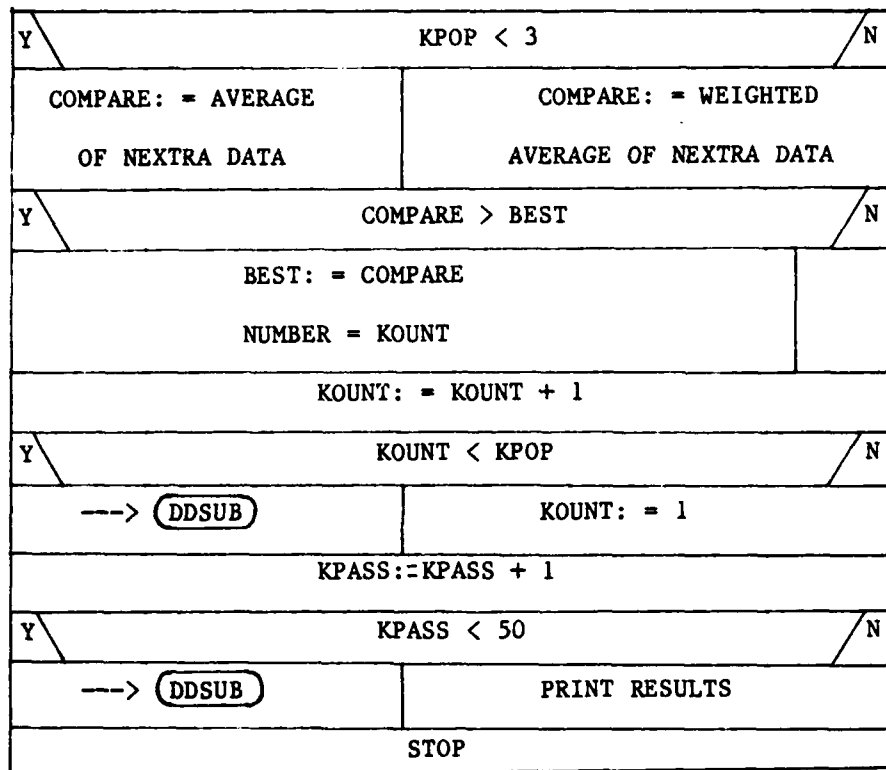 Y KPOP < 3 N
COMPARE: = AVERAGE
OF NEXTRA DATA
COMPARE: = WEIGHTED
AVERAGE OF NEXTRA DATA
Y COMPARE > BEST N
BEST: = COMPARE
NUMBER = KOUNT
KOUNT: = KOUNT + 1
Y KOUNT < KPOP N
---> DDSUB
KOUNT: = 1
KPASS:=KPASS + 1
Y KPASS < 50 N
---> DDSUB
PRINT RESULTS
STOP